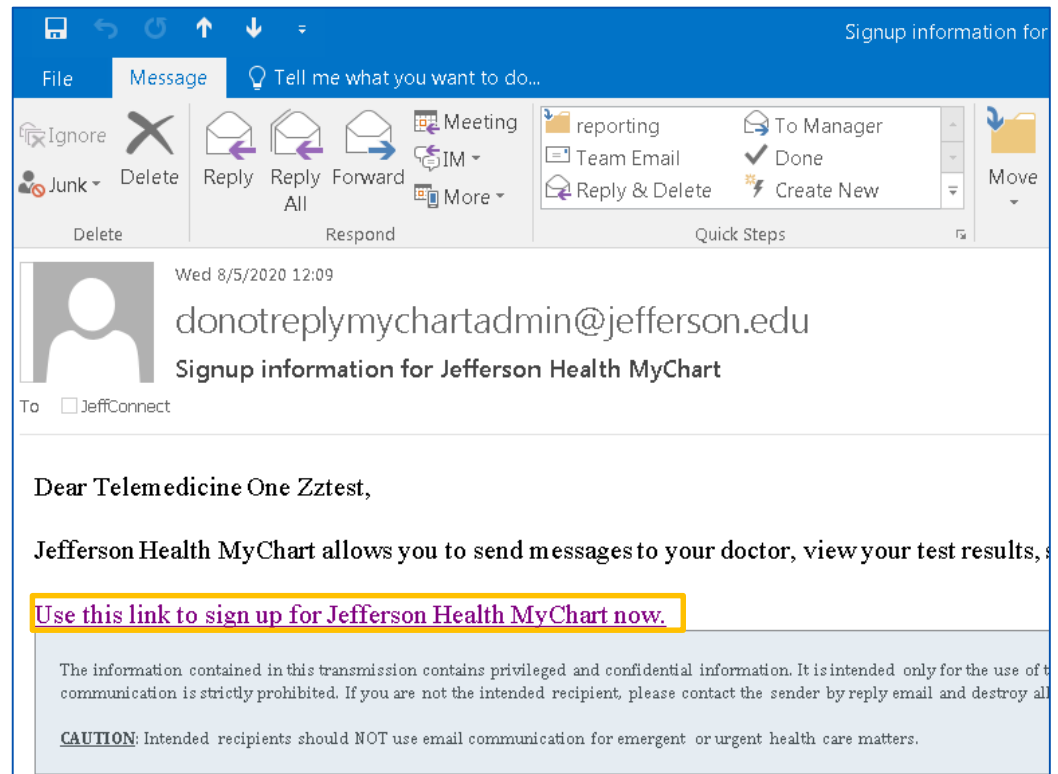 Signup information for
File Message Tell me what you want to do...
Ignore
Junk
Delete
Reply
Reply All
Forward
Meeting
IM
More
reporting
Team Email
Reply & Delete
To Manager
Done
Create New
Move
Delete Respond Quick Steps
Wed 8/5/2020 12:09
donotreplymychartadmin@jefferson.edu
Signup information for Jefferson Health MyChart
To JeffConnect
Dear Telemedicine One Zztest,
Jefferson Health MyChart allows you to send messages to your doctor, view your test results,
Use this link to sign up for Jefferson Health MyChart now.
The information contained in this transmission contains privileged and confidential information. It is intended only for the use of
communication is strictly prohibited. If you are not the intended recipient, please contact the sender by reply email and destroy all
CAUTION: Intended recipients should NOT use email communication for emergent or urgent health care matters.